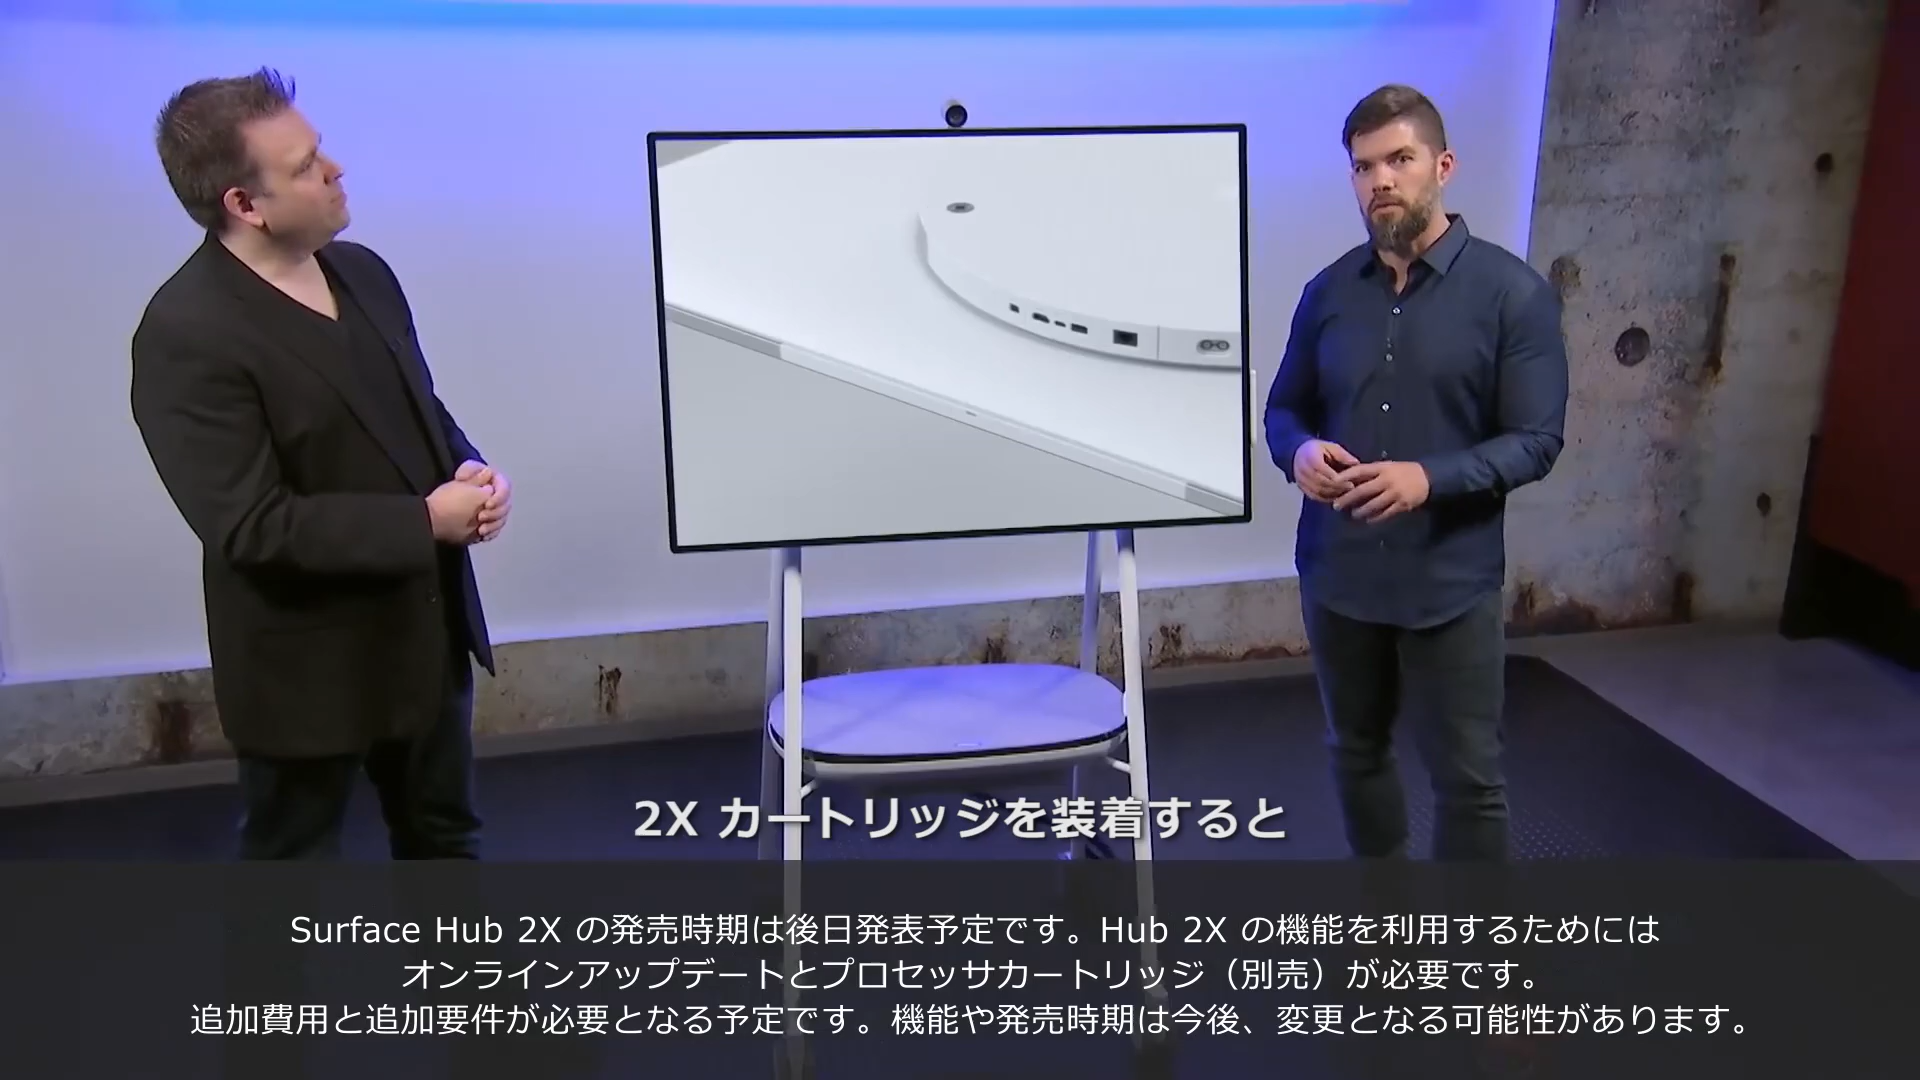 2X カートリッジを装着すると
Surface Hub 2X の発売時期は後日発表予定です。Hub 2X の機能を利用するためには
オンラインアップデートとプロセッサカートリッジ（別売）が必要です。
追加費用と追加要件が必要となる予定です。機能や発売時期は今後、変更となる可能性があります。